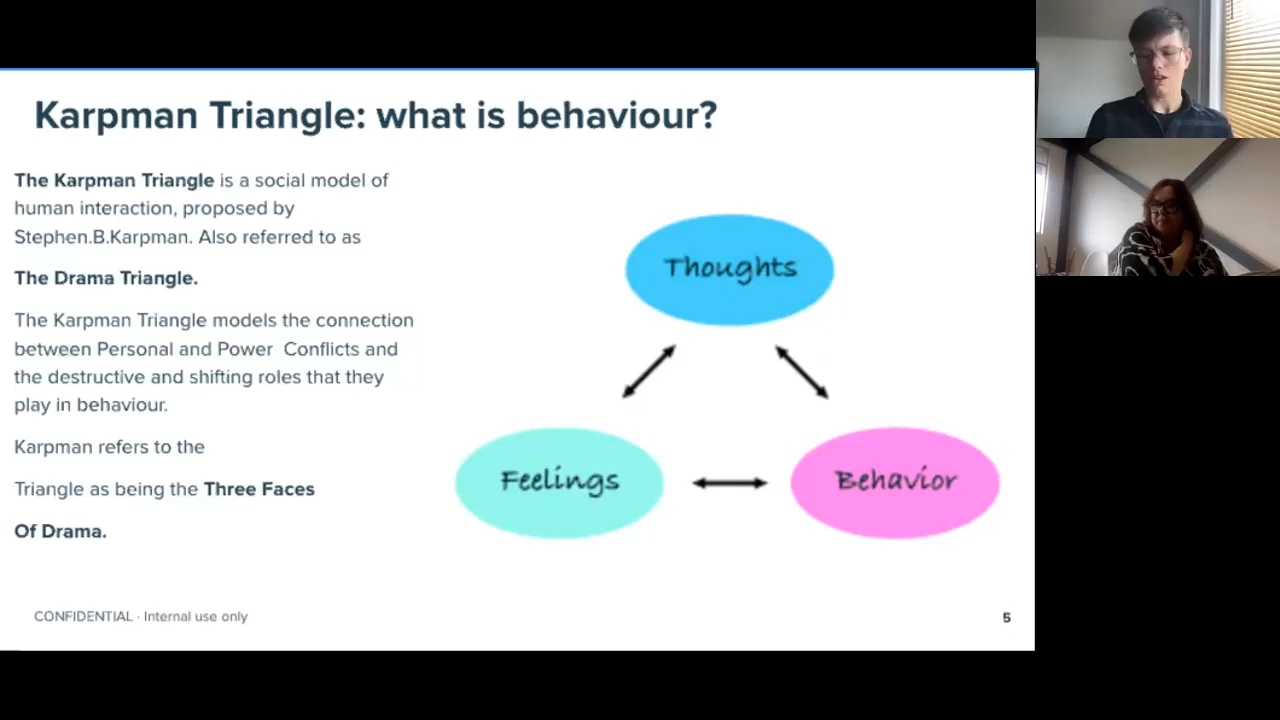 Karpman Triangle: what is behaviour?
The Karpman Triangle is a social model of
human interaction, proposed by
Stephen.B.Karpman. Also referred to as
The Drama Triangle.
The Karpman Triangle models the connection
between Personal and Power Conflicts and
the destructive and shifting roles that they
play in behaviour.
Karpman refers to the
Triangle as being the Three Faces
Of Drama.
Thoughts
Feelings
Behavior
CONFIDENTIAL · Internal use only
5